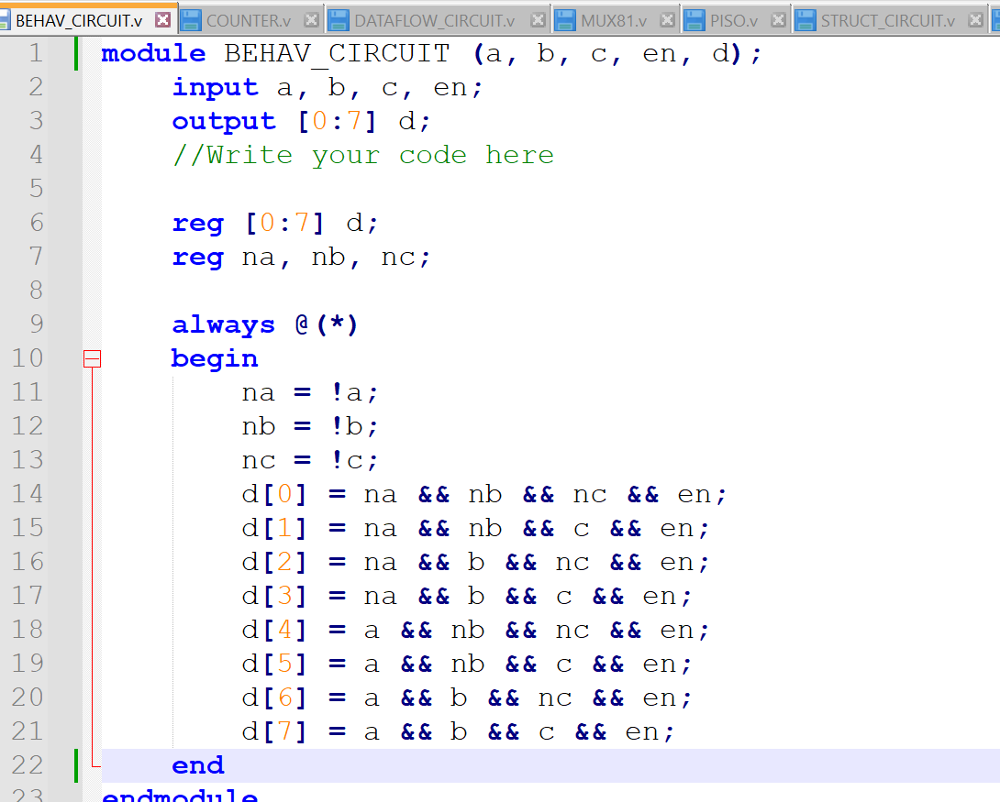 BEHAV_CIRCUIT.v COUNTER.v DATAFLOW_CIRCUIT.v MUX81.v PISO.v STRUCT_CIRCUIT.v
1 module BEHAV_CIRCUIT (a, b, c, en, d);
2 input a, b, c, en;
3 output [0:7] d;
4 //Write your code here
5
6 reg [0:7] d;
7 reg na, nb, nc;
8
9 always @(*)
10 begin
11 na = !a;
12 nb = !b;
13 nc = !c;
14 d[0] = na && nb && nc && en;
15 d[1] = na && nb && c && en;
16 d[2] = na && b && nc && en;
17 d[3] = na && b && c && en;
18 d[4] = a && nb && nc && en;
19 d[5] = a && nb && c && en;
20 d[6] = a && b && nc && en;
21 d[7] = a && b && c && en;
22 end
23 endmodule